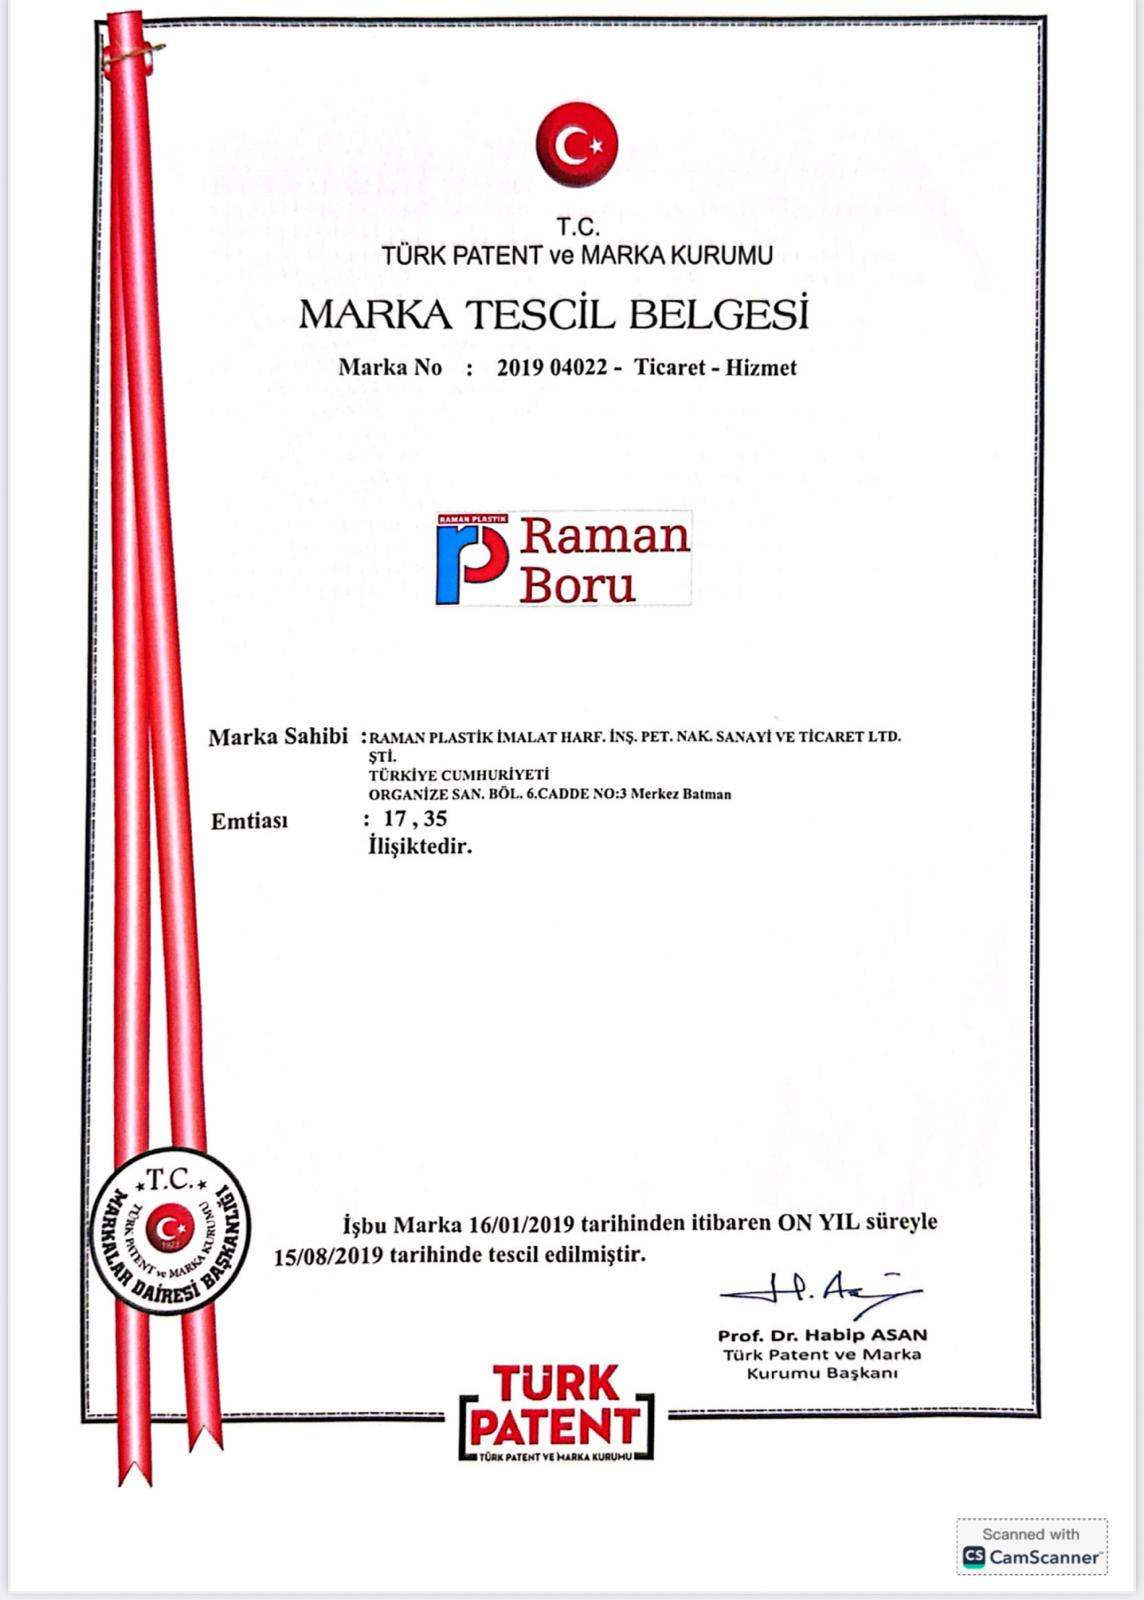 T.C.
TÜRK PATENT ve MARKA KURUMU
MARKA TESCİL BELGESİ
Marka No : 2019 04022 - Ticaret - Hizmet
RAMAN PLASTİK
rp
Raman
Boru
Marka Sahibi : RAMAN PLASTİK İMALAT HARF. İNŞ. PET. NAK. SANAYİ VE TİCARET LTD.
ŞTİ.
TÜRKİYE CUMHURİYETİ
ORGANİZE SAN. BÖL. 6.CADDE NO:3 Merkez Batman
Emtiası : 17 , 35
İlişiktedir.
T.C.
MARKALAR DAİRESİ BAŞKANLIĞI
TÜRK PATENT ve MARKA KURUMU
İşbu Marka 16/01/2019 tarihinden itibaren ON YIL süreyle
15/08/2019 tarihinde tescil edilmiştir.
H. Asan
Prof. Dr. Habip ASAN
Türk Patent ve Marka
Kurumu Başkanı
TÜRK
PATENT
TÜRK PATENT VE MARKA KURUMU
Scanned with
CS CamScanner